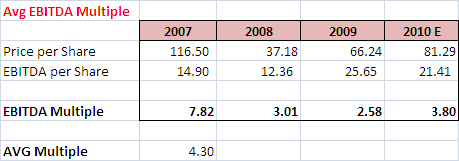 Avg EBITDA Multiple
2007 2008 2009 2010 E
Price per Share 116.50 37.18 66.24 81.29
EBITDA per Share 14.90 12.36 25.65 21.41
EBITDA Multiple 7.82 3.01 2.58 3.80
AVG Multiple 4.30